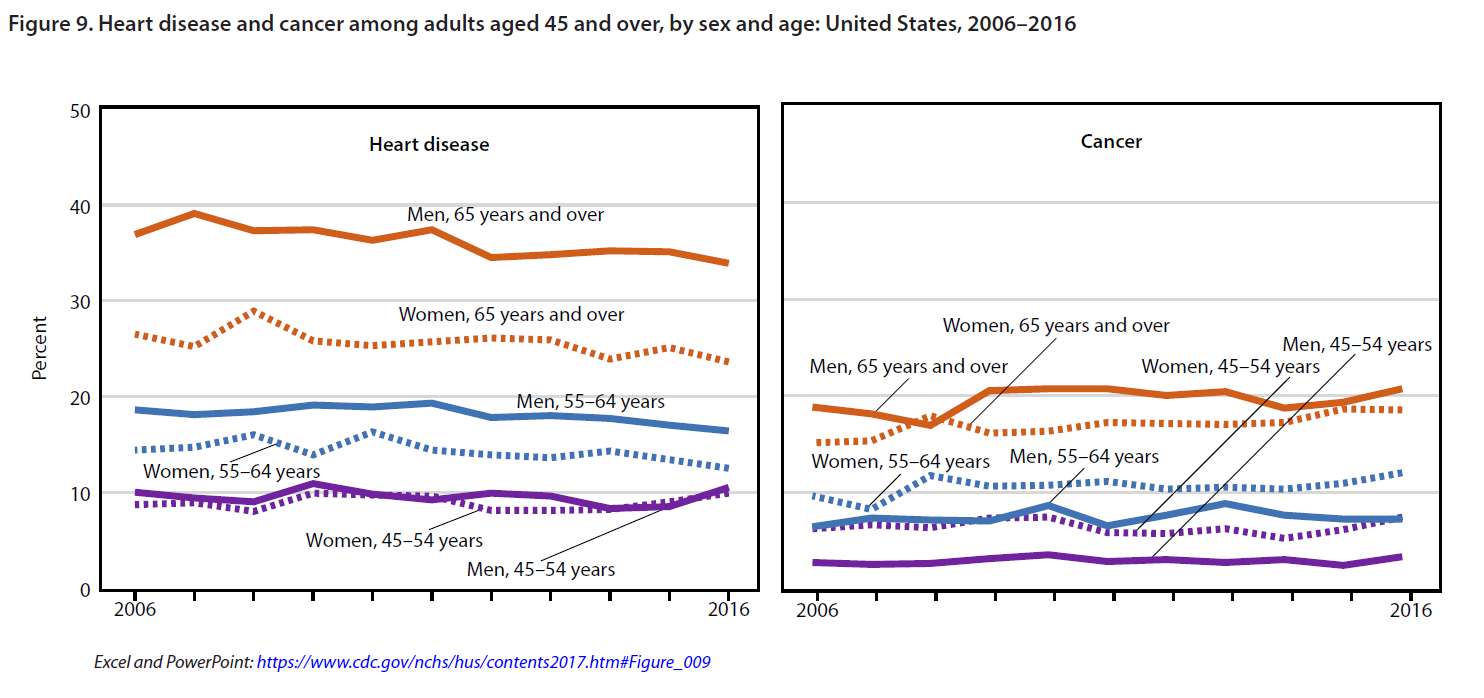 Figure 9. Heart disease and cancer among adults aged 45 and over, by sex and age: United States, 2006–2016
Percent
50
40
30
20
10
0
Heart disease
Men, 65 years and over
Women, 65 years and over
Men, 55–64 years
Women, 55–64 years
Women, 45–54 years
Men, 45–54 years
2006
2016
Cancer
Women, 65 years and over
Men, 45–54 years
Men, 65 years and over
Women, 45–54 years
Women, 55–64 years
Men, 55–64 years
2006
2016
Excel and PowerPoint: https://www.cdc.gov/nchs/hus/contents2017.htm#Figure_009